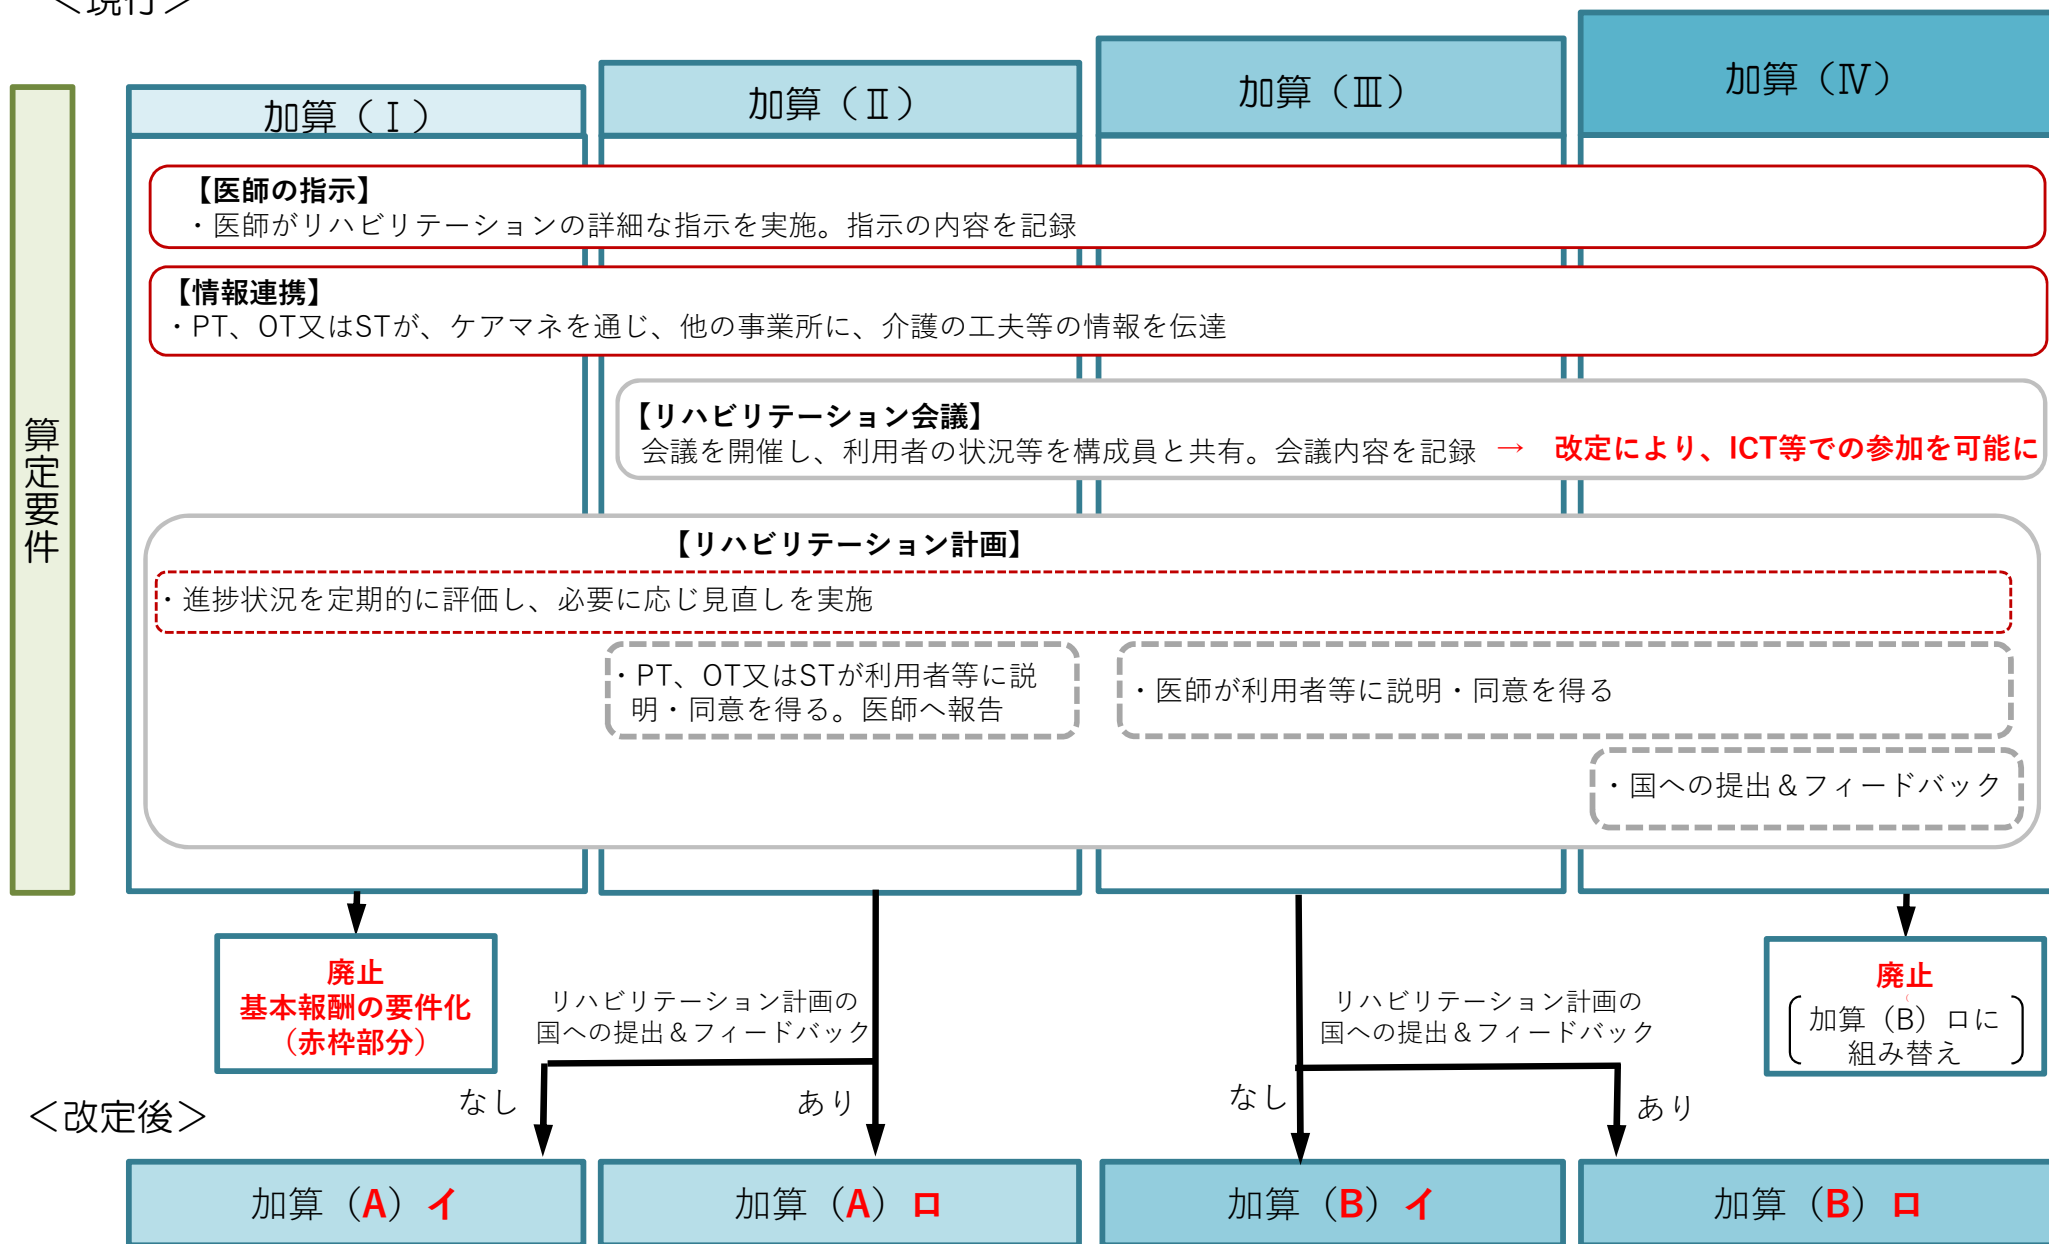 ＜現行＞
加算（Ⅰ）
加算（Ⅱ）
加算（Ⅲ）
加算（Ⅳ）
算定要件
【医師の指示】
・医師がリハビリテーションの詳細な指示を実施。指示の内容を記録
【情報連携】
・PT、OT又はSTが、ケアマネを通じ、他の事業所に、介護の工夫等の情報を伝達
【リハビリテーション会議】
会議を開催し、利用者の状況等を構成員と共有。会議内容を記録 → 改定により、ICT等での参加を可能に
【リハビリテーション計画】
・進捗状況を定期的に評価し、必要に応じ見直しを実施
・PT、OT又はSTが利用者等に説
明・同意を得る。医師へ報告
・医師が利用者等に説明・同意を得る
・国への提出＆フィードバック
廃止
基本報酬の要件化
（赤枠部分）
リハビリテーション計画の
国への提出＆フィードバック
なし
あり
リハビリテーション計画の
国への提出＆フィードバック
なし
あり
廃止
（
加算（B）ロに
組み替え
＜改定後＞
加算（A）イ
加算（A）ロ
加算（B）イ
加算（B）ロ